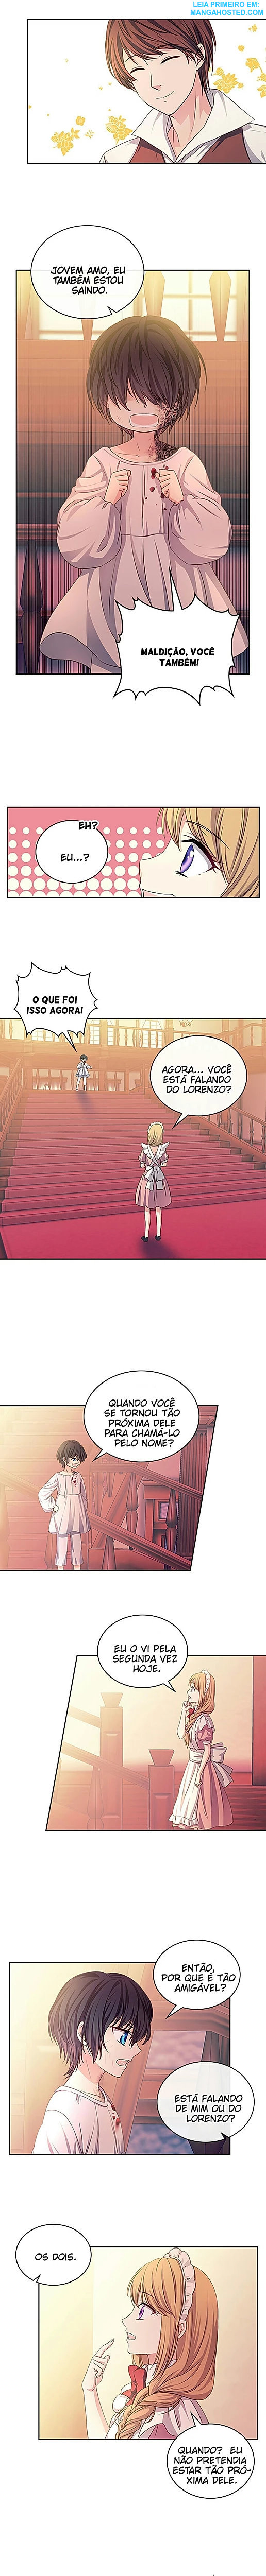 LEIA PRIMEIRO EM:
MANGAHOSTED.COM
JOVEM AMO, EU
TAMBÉM ESTOU
SAINDO.
MALDIÇÃO, VOCÊ
TAMBÉM!
EH?
EU...?
O QUE FOI
ISSO AGORA!
AGORA... VOCÊ
ESTÁ FALANDO
DO LORENZO?
QUANDO VOCÊ
SE TORNOU TÃO
PRÓXIMA DELE
PARA CHAMÁ-LO
PELO NOME?
EU O VI PELA
SEGUNDA VEZ
HOJE.
ENTÃO,
POR QUE É TÃO
AMIGÁVEL?
ESTÁ FALANDO
DE MIM OU DO
LORENZO?
OS DOIS.
QUANDO? EU
NÃO PRETENDIA
ESTAR TÃO PRÓ-
XIMA DELE.